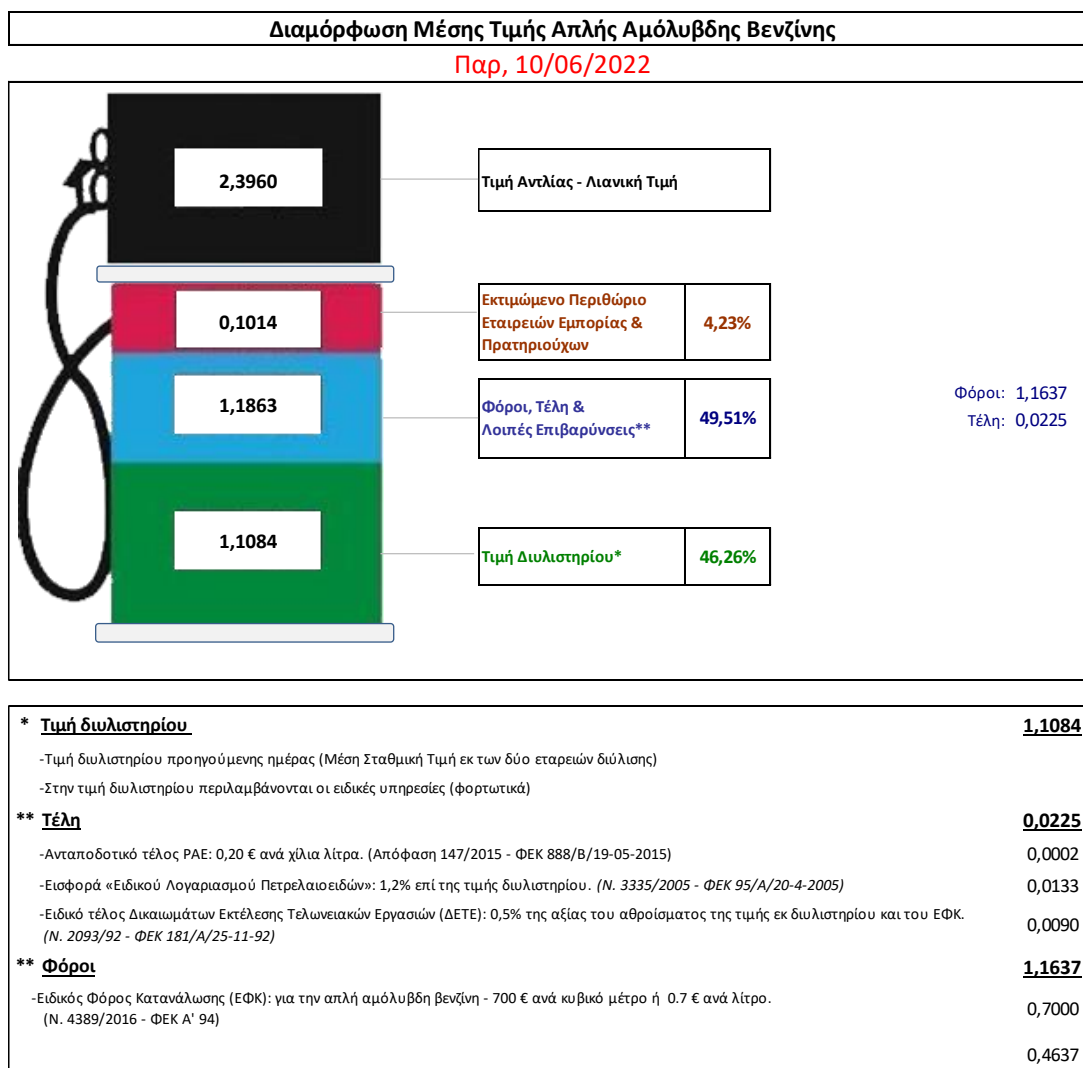 Διαμόρφωση Μέσης Τιμής Απλής Αμόλυβδης Βενζίνης
Παρ, 10/06/2022
2,3960
Τιμή Αντλίας - Λιανική Τιμή
0,1014
Εκτιμώμενο Περιθώριο
Εταιρειών Εμπορίας &
Πρατηριούχων
4,23%
1,1863
Φόροι, Τέλη &
Λοιπές Επιβαρύνσεις**
49,51%
Φόροι: 1,1637
Τέλη: 0,0225
1,1084
Τιμή Διυλιστηρίου*
46,26%
* Τιμή διυλιστηρίου 1,1084
-Τιμή διυλιστηρίου προηγούμενης ημέρας (Μέση Σταθμική Τιμή εκ των δύο εταρειών διύλισης)
-Στην τιμή διυλιστηρίου περιλαμβάνονται οι ειδικές υπηρεσίες (φορτωτικά)
** Τέλη 0,0225
-Ανταποδοτικό τέλος ΡΑΕ: 0,20 € ανά χίλια λίτρα. (Απόφαση 147/2015 - ΦΕΚ 888/Β/19-05-2015) 0,0002
-Εισφορά «Ειδικού Λογαριασμού Πετρελαιοειδών»: 1,2% επί της τιμής διυλιστηρίου. (Ν. 3335/2005 - ΦΕΚ 95/Α/20-4-2005) 0,0133
-Ειδικό τέλος Δικαιωμάτων Εκτέλεσης Τελωνειακών Εργασιών (ΔΕΤΕ): 0,5% της αξίας του αθροίσματος της τιμής εκ διυλιστηρίου και του ΕΦΚ.
(Ν. 2093/92 - ΦΕΚ 181/Α/25-11-92) 0,0090
** Φόροι 1,1637
-Ειδικός Φόρος Κατανάλωσης (ΕΦΚ): για την απλή αμόλυβδη βενζίνη - 700 € ανά κυβικό μέτρο ή 0.7 € ανά λίτρο.
(Ν. 4389/2016 - ΦΕΚ Α' 94) 0,7000
0,4637